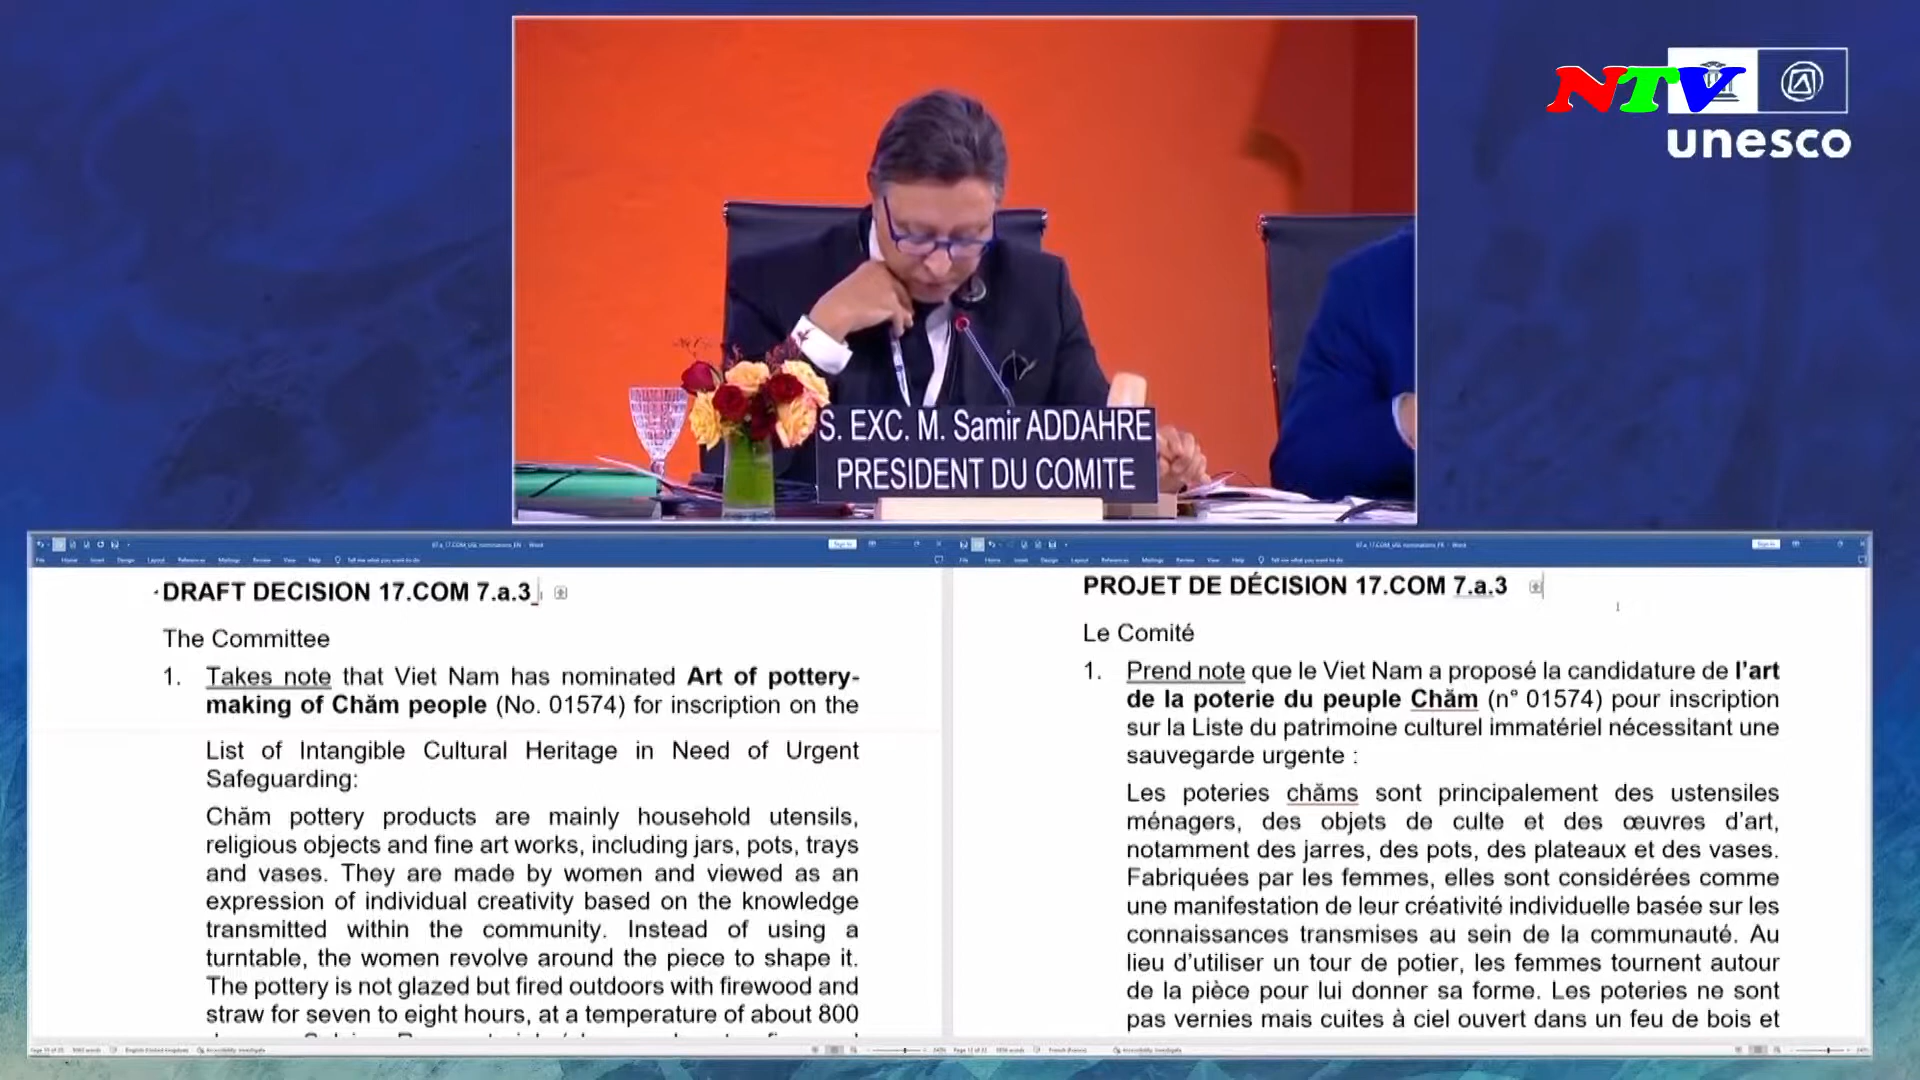 NTV
unesco
S. EXC. M. Samir ADDAHRE
PRESIDENT DU COMITE
DRAFT DECISION 17.COM 7.a.3
The Committee
1. Takes note that Viet Nam has nominated Art of pottery-
making of Chăm people (No. 01574) for inscription on the
List of Intangible Cultural Heritage in Need of Urgent
Safeguarding:
Chăm pottery products are mainly household utensils,
religious objects and fine art works, including jars, pots, trays
and vases. They are made by women and viewed as an
expression of individual creativity based on the knowledge
transmitted within the community. Instead of using a
turntable, the women revolve around the piece to shape it.
The pottery is not glazed but fired outdoors with firewood and
straw for seven to eight hours, at a temperature of about 800
PROJET DE DÉCISION 17.COM 7.a.3
Le Comité
1. Prend note que le Viet Nam a proposé la candidature de l’art
de la poterie du peuple Chăm (n° 01574) pour inscription
sur la Liste du patrimoine culturel immatériel nécessitant une
sauvegarde urgente :
Les poteries chăms sont principalement des ustensiles
ménagers, des objets de culte et des œuvres d’art,
notamment des jarres, des pots, des plateaux et des vases.
Fabriquées par les femmes, elles sont considérées comme
une manifestation de leur créativité individuelle basée sur les
connaissances transmises au sein de la communauté. Au
lieu d’utiliser un tour de potier, les femmes tournent autour
de la pièce pour lui donner sa forme. Les poteries ne sont
pas vernies mais cuites à ciel ouvert dans un feu de bois et